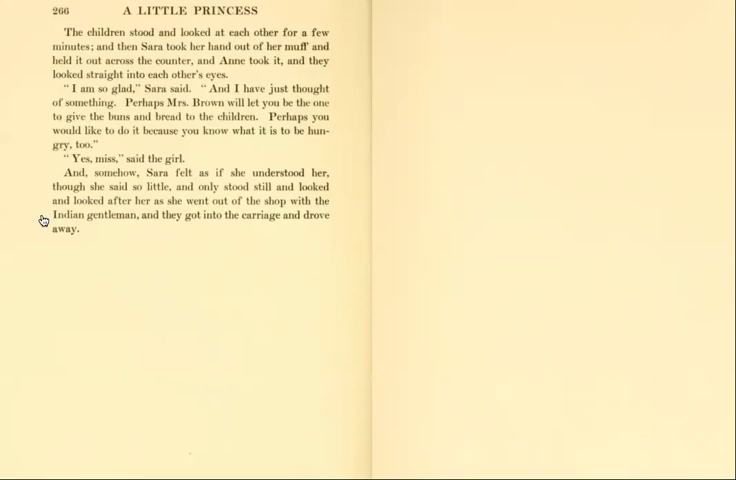 266 A LITTLE PRINCESS
The children stood and looked at each other for a few
minutes; and then Sara took her hand out of her muff and
held it out across the counter, and Anne took it, and they
looked straight into each other's eyes.
" I am so glad," Sara said. " And I have just thought
of something. Perhaps Mrs. Brown will let you be the one
to give the buns and bread to the children. Perhaps you
would like to do it because you know what it is to be hun-
gry, too."
" Yes, miss," said the girl.
And, somehow, Sara felt as if she understood her,
though she said so little, and only stood still and looked
and looked after her as she went out of the shop with the
Indian gentleman, and they got into the carriage and drove
away.